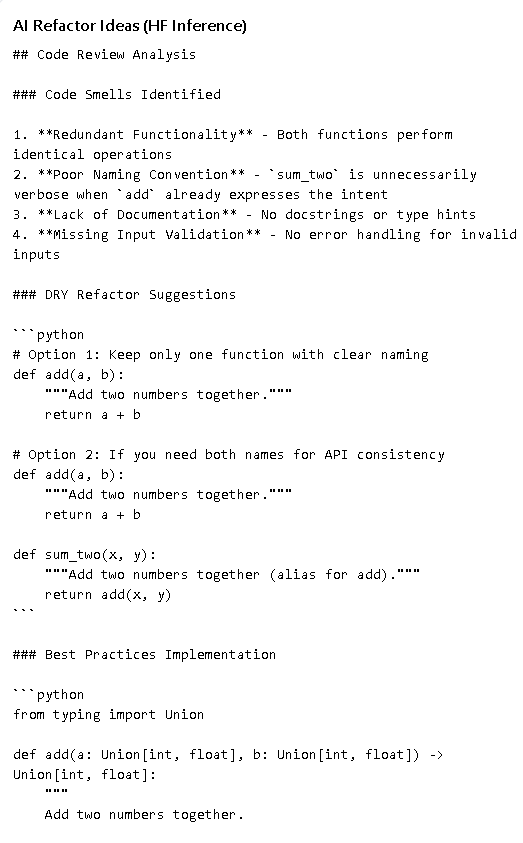 AI Refactor Ideas (HF Inference)
## Code Review Analysis
### Code Smells Identified
1. **Redundant Functionality** - Both functions perform
identical operations
2. **Poor Naming Convention** - `sum_two` is unnecessarily
verbose when `add` already expresses the intent
3. **Lack of Documentation** - No docstrings or type hints
4. **Missing Input Validation** - No error handling for invalid
inputs
### DRY Refactor Suggestions
```python
# Option 1: Keep only one function with clear naming
def add(a, b):
    """Add two numbers together."""
    return a + b
# Option 2: If you need both names for API consistency
def add(a, b):
    """Add two numbers together."""
    return a + b
def sum_two(x, y):
    """Add two numbers together (alias for add)."""
    return add(x, y)
```
### Best Practices Implementation
```python
from typing import Union
def add(a: Union[int, float], b: Union[int, float]) ->
Union[int, float]:
    """
    Add two numbers together.